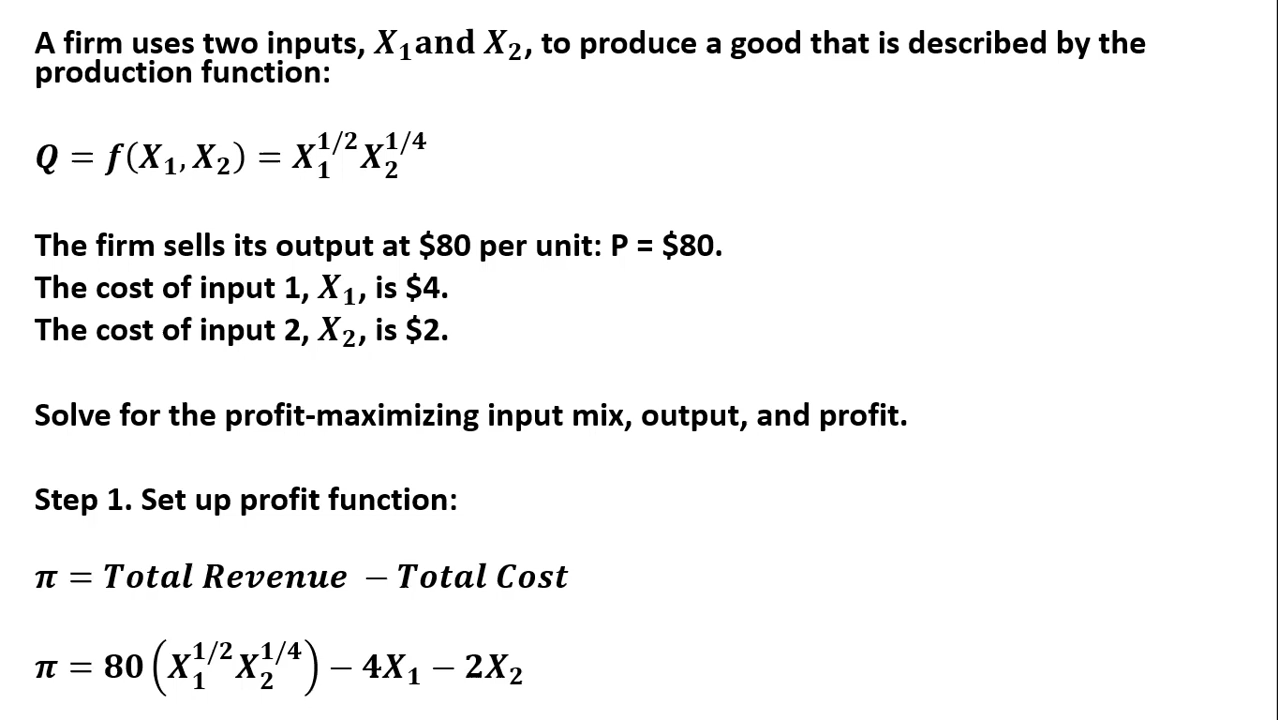 A firm uses two inputs, X₁and X₂, to produce a good that is described by the
production function:
Q = f(X₁, X₂) = X₁^{1/2} X₂^{1/4}
The firm sells its output at $80 per unit: P = $80.
The cost of input 1, X₁, is $4.
The cost of input 2, X₂, is $2.
Solve for the profit-maximizing input mix, output, and profit.
Step 1. Set up profit function:
π = Total Revenue − Total Cost
π = 80 (X₁^{1/2} X₂^{1/4}) − 4X₁ − 2X₂